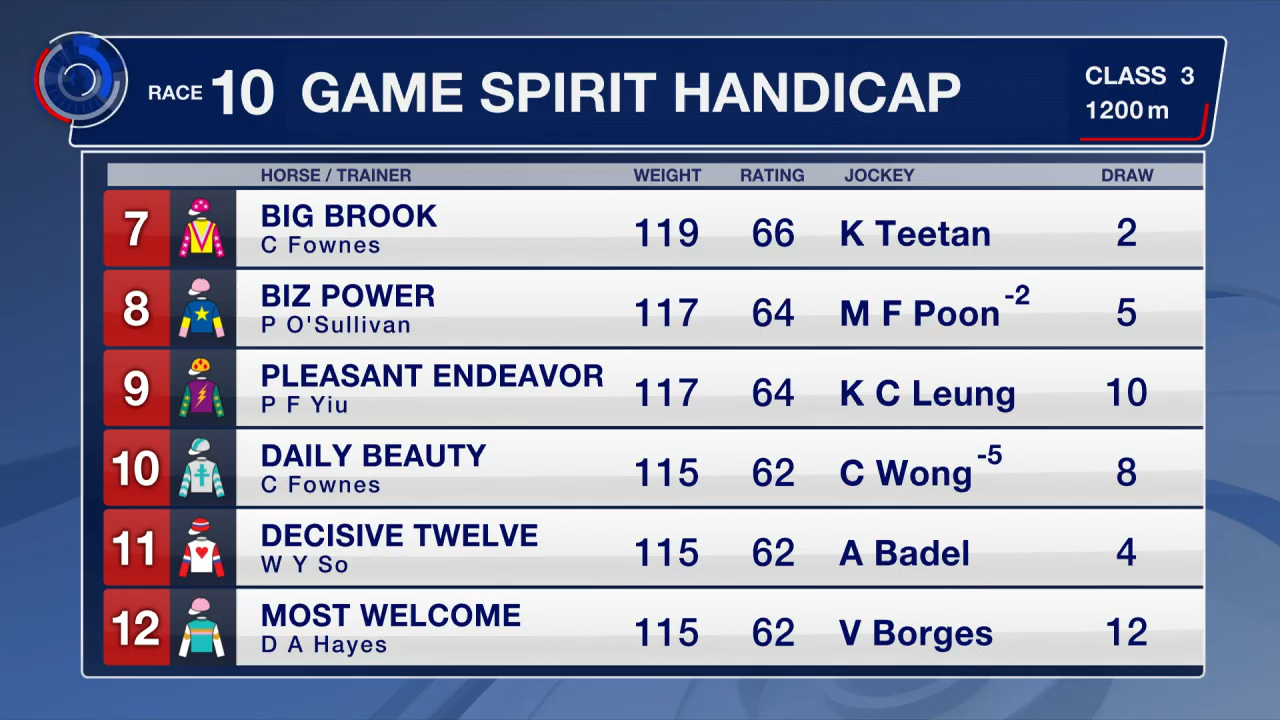 RACE 10 GAME SPIRIT HANDICAP
CLASS 3
1200m
HORSE / TRAINER WEIGHT RATING JOCKEY DRAW
7 BIG BROOK 119 66 K Teetan 2
C Fownes
8 BIZ POWER 117 64 M F Poon -2 5
P O'Sullivan
9 PLEASANT ENDEAVOR 117 64 K C Leung 10
P F Yiu
10 DAILY BEAUTY 115 62 C Wong -5 8
C Fownes
11 DECISIVE TWELVE 115 62 A Badel 4
W Y So
12 MOST WELCOME 115 62 V Borges 12
D A Hayes